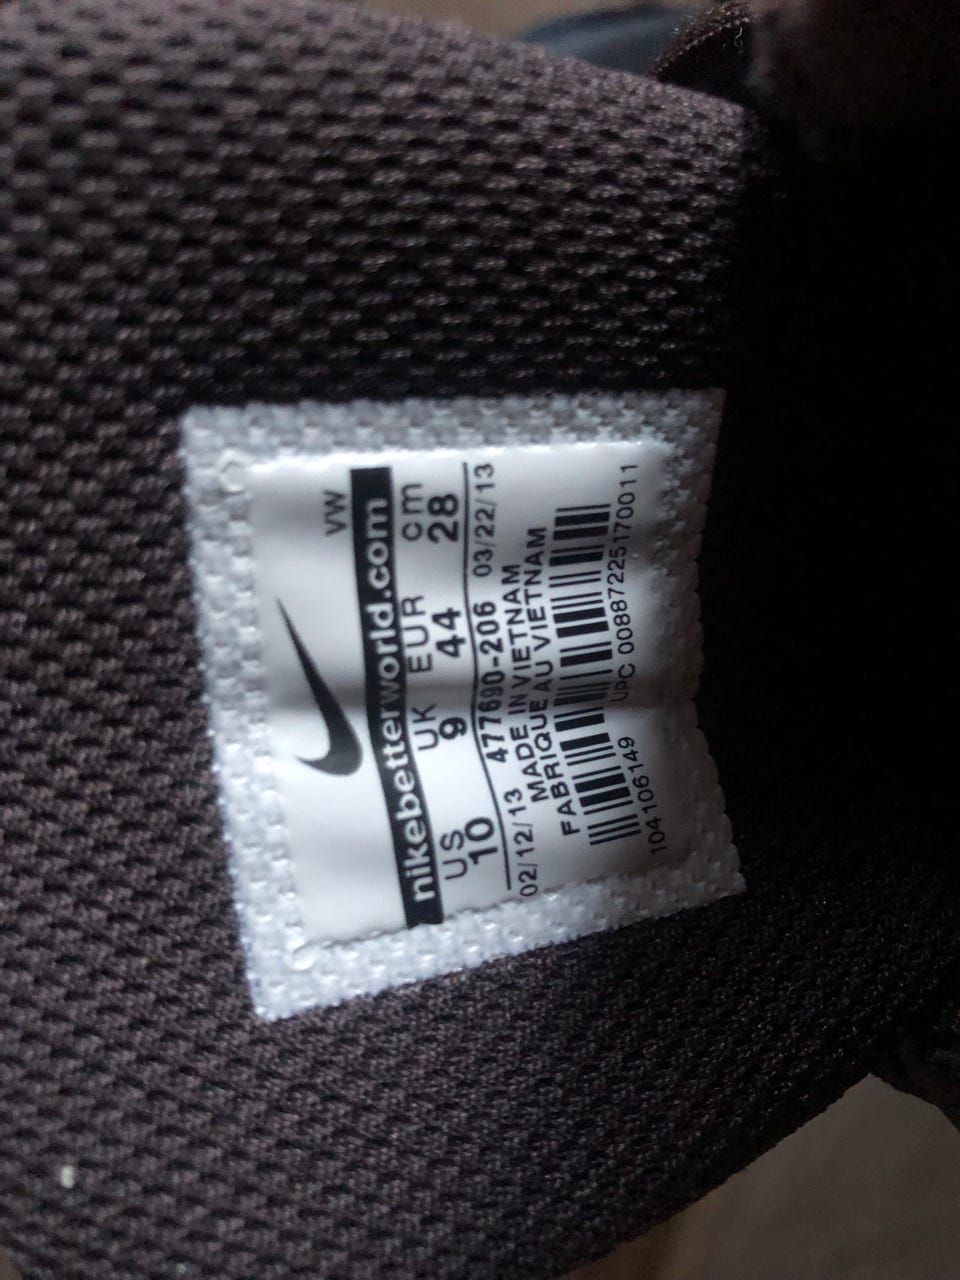 VW
nikebetterworld.com
US UK EUR cm
10 9 44 28
02/12/13 477690-206 03/22/13
MADE IN VIETNAM
FABRIQUE AU VIETNAM
104106149 UPC 00887225170011